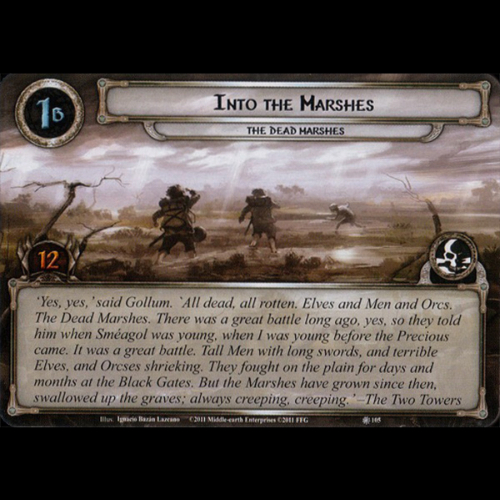 1B
INTO THE MARSHES
THE DEAD MARSHES
12
'Yes, yes,' said Gollum. 'All dead, all rotten. Elves and Men and Orcs.
The Dead Marshes. There was a great battle long ago, yes, so they told
him when Sméagol was young, when I was young before the Precious
came. It was a great battle. Tall Men with long swords, and terrible
Elves, and Orcses shrieking. They fought on the plain for days and
months at the Black Gates. But the Marshes have grown since then,
swallowed up the graves; always creeping, creeping.' –The Two Towers
Illus. Ignacio Bazán Lazcano ©2011 Middle-earth Enterprises ©2011 FFG 105